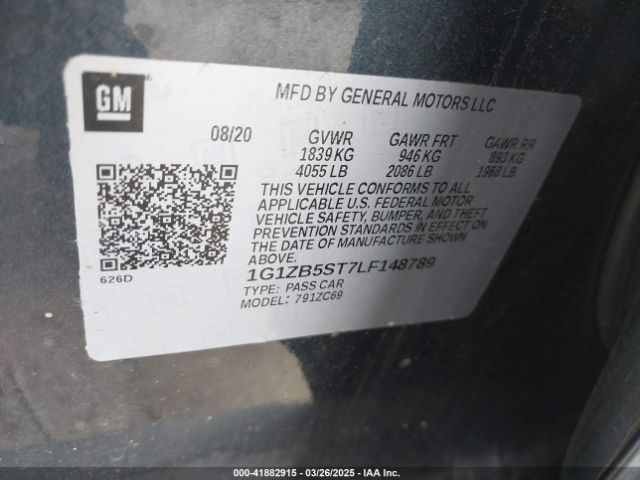 GM
MFD BY GENERAL MOTORS LLC
08/20 GVWR GAWR FRT GAWR RR
1839 KG 946 KG 893 KG
4055 LB 2086 LB 1968 LB
THIS VEHICLE CONFORMS TO ALL
APPLICABLE U.S. FEDERAL MOTOR
VEHICLE SAFETY, BUMPER, AND THEFT
PREVENTION STANDARDS IN EFFECT ON
THE DATE OF MANUFACTURE SHOWN
ABOVE.
626D
1G1ZB5ST7LF148789
TYPE: PASS CAR
MODEL: 791ZC69
000-41882915 - 03/26/2025 - IAA Inc.